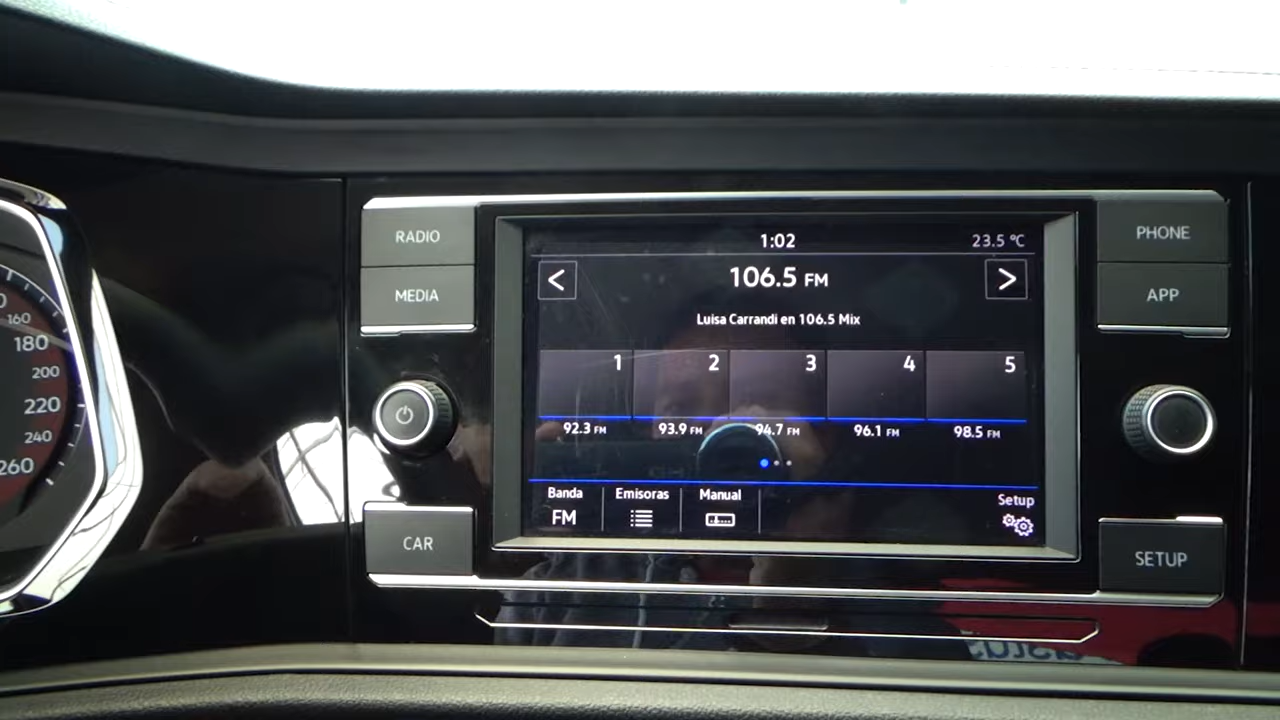 160
180
200
220
240
260
RADIO
MEDIA
CAR
1:02
23.5 °C
< 106.5 FM >
Luisa Carrandi en 106.5 Mix
1 2 3 4 5
92.3 FM 93.9 FM 94.7 FM 96.1 FM 98.5 FM
Banda Emisoras Manual Setup
FM
PHONE
APP
SETUP